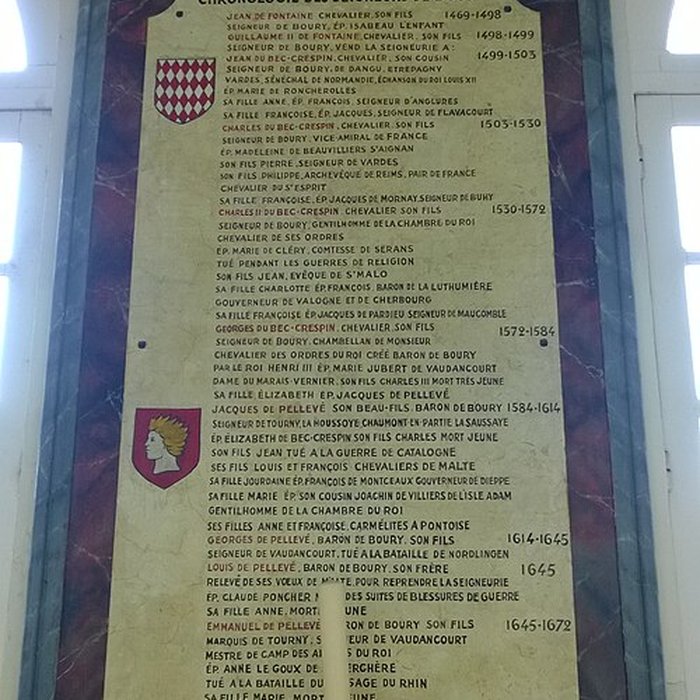 CHRONOLOGIE DES SEIGNEURS DE
JEAN DE FONTAINE CHEVALIER, SON FILS 1469-1498
SEIGNEUR DE BOURY, ÉP. ISABEAU L'ENFANT
GUILLAUME II DE FONTAINE, CHEVALIER, SON FILS 1498-1499
SEIGNEUR DE BOURY, VEND LA SEIGNEURIE A :
JEAN DU BEC-CRESPIN, CHEVALIER, SON COUSIN 1499-1503
SEIGNEUR DE BOURY, DE DANGU, ETREPAGNY
VARDES, SÉNÉCHAL DE NORMANDIE, ÉCHANSON DU ROI LOUIS XII
ÉP. MARIE DE RONCHEROLLES
SA FILLE ANNE, ÉP. FRANÇOIS, SEIGNEUR D'ANGLURES
SA FILLE FRANÇOISE, ÉP. JACQUES, SEIGNEUR DE FLAVACOURT
CHARLES DU BEC-CRESPIN, CHEVALIER, SON FILS 1503-1530
SEIGNEUR DE BOURY, VICE-AMIRAL DE FRANCE
ÉP. MADELEINE DE BEAUVILLIERS S'AIGNAN
SON FILS PIERRE, SEIGNEUR DE VARDES
SON FILS PHILIPPE, ARCHEVÊQUE DE REIMS, PAIR DE FRANCE
CHEVALIER DU S'ESPRIT
SA FILLE FRANÇOISE, ÉP. JACQUES DE MORNAY, SEIGNEUR DE BUHY
CHARLES II DU BEC-CRESPIN, CHEVALIER SON FILS 1530-1572
SEIGNEUR DE BOURY, GENTILHOMME DE LA CHAMBRE DU ROI
CHEVALIER DE SES ORDRES
ÉP. MARIE DE CLÉRY, COMTESSE DE SERANS
TUÉ PENDANT LES GUERRES DE RELIGION
SON FILS JEAN, EVÊQUE DE S'MALO
SA FILLE CHARLOTTE ÉP. FRANÇOIS, BARON DE LA LUTHUMIÈRE
GOUVERNEUR DE VALOGNE ET DE CHERBOURG
SA FILLE FRANÇOISE ÉP. JACQUES DE PARDIEU SEIGNEUR DE MAUCOMBLE
GEORGES DU BEC-CRESPIN, CHEVALIER SON FILS 1572-1584
SEIGNEUR DE BOURY, CHAMBELLAN DE MONSIEUR
CHEVALIER DES ORDRES DU ROI CRÉÉ BARON DE BOURY
PAR LE ROI HENRI III ÉP. MARIE JUBERT DE VAUDANCOURT
DAME DU MARAIS-VERNIER, SON FILS CHARLES III MORT TRÈS JEUNE
SA FILLE ÉLIZABETH ÉP. JACQUES DE PELLEVÉ
JACQUES DE PELLEVÉ SON BEAU-FILS, BARON DE BOURY 1584-1614
SEIGNEUR DE TOURNY, LA HOUSSOYE CHAUMONT-EN PARTIE LA SAUSSAYE
ÉP. ÉLIZABETH DE BEC-CRESPIN SON FILS CHARLES MORT JEUNE
SON FILS JEAN TUÉ A LA GUERRE DE CATALOGNE
SES FILS LOUIS ET FRANÇOIS CHEVALIERS DE MALTE
SA FILLE JOURDAINE ÉP. FRANÇOIS DE MONTCEAUX GOUVERNEUR DE DIEPPE
SA FILLE MARIE ÉP. SON COUSIN JOACHIN DE VILLIERS DE L'ISLE ADAM
GENTILHOMME DE LA CHAMBRE DU ROI
SES FILLES ANNE ET FRANÇOISE, CARMÉLITES À PONTOISE
GEORGES DE PELLEVÉ, BARON DE BOURY, SON FILS 1614-1645
SEIGNEUR DE VAUDANCOURT, TUÉ A LA BATAILLE DE NORDLINGEN
LOUIS DE PELLEVÉ, BARON DE BOURY, SON FRÈRE 1645
RELEVÉ DE SES VOEUX DE POUR REPRENDRE LA SEIGNEURIE
ÉP. CLAUDE PONCHER DES SUITES DE BLESSURES DE GUERRE
SA FILLE ANNE, MORT
EMMANUEL DE PELLEVÉ DE BOURY SON FILS 1645-1672
MARQUIS DE TOURNY, DE VAUDANCOURT
MESTRE DE CAMP DES DU ROI
ÉP. ANNE LE GOUX DE
TUÉ A LA BATAILLE DU DU RHIN
SA FILLE MARIE, MORT